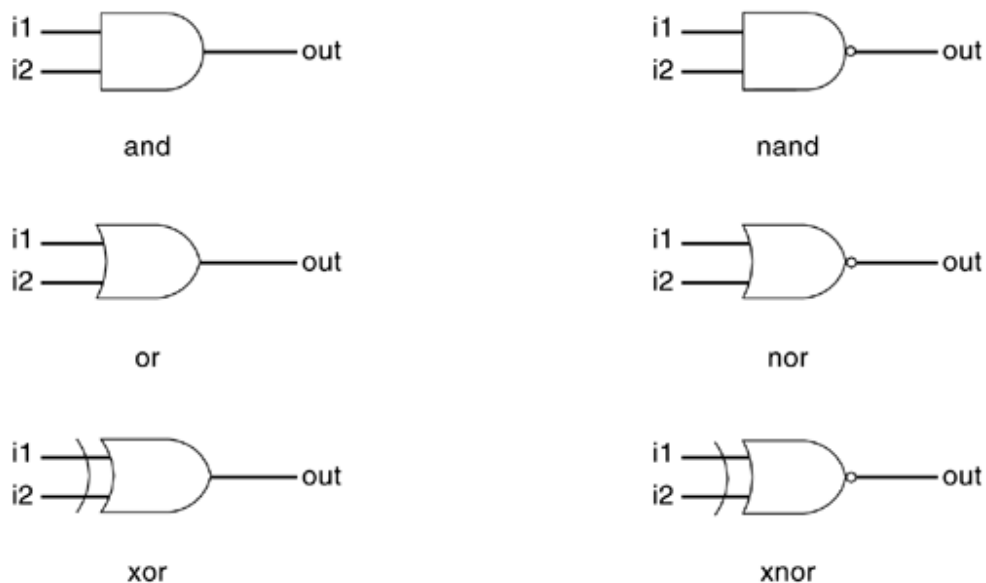 i1 out i1 out
i2 i2
and nand
i1 out i1 out
i2 i2
or nor
i1 out i1 out
i2 i2
xor xnor